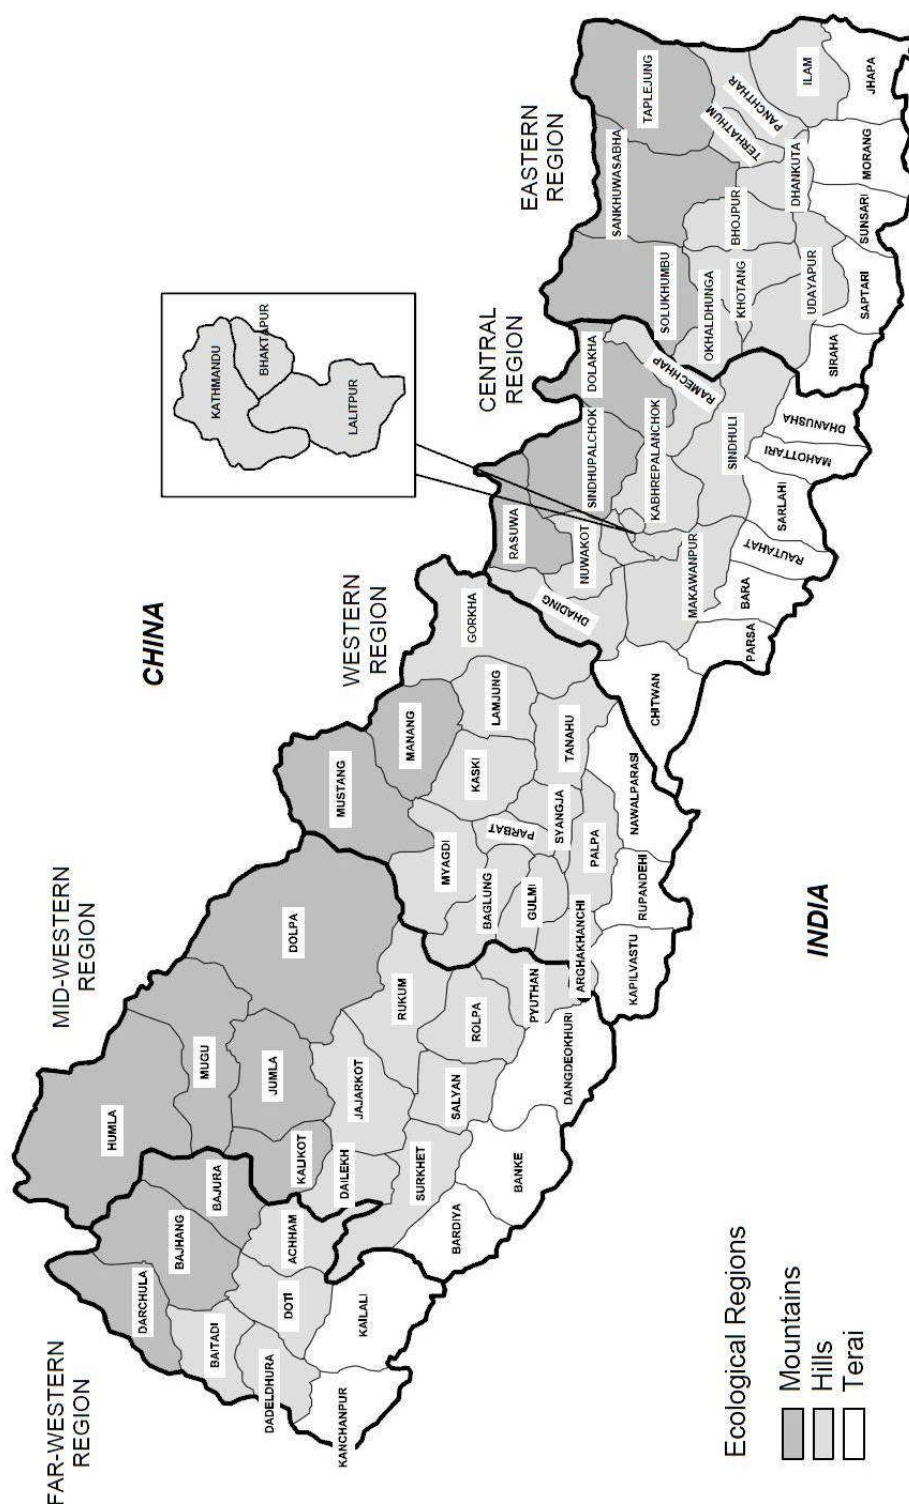 FAR-WESTERN
REGION
MID-WESTERN
REGION
WESTERN
REGION
CENTRAL
REGION
EASTERN
REGION
CHINA
INDIA
DARCHULA
BAJHANG
BAJURA
BAITADI
DADELDHURA
DOTI
ACHHAM
KANCHANPUR
KAILALI
HUMLA
MUGU
DOLPA
JUMLA
KALIKOT
DAILEKH
JAJARKOT
RUKUM
SURKHET
SALYAN
ROLPA
PYUTHAN
BARDIYA
BANKE
DANGDEOKHURI
MUSTANG
MANANG
GORKHA
MYAGDI
KASKI
LAMJUNG
BAGLUNG
PARBAT
GULMI
SYANGJA
TANAHU
ARGHAKHANCHI
PALPA
KAPILVASTU
RUPANDEHI
NAWALPARASI
KATHMANDU
BHAKTAPUR
LALITPUR
RASUWA
DHADING
NUWAKOT
SINDHUPALCHOK
DOLAKHA
KABHREPALANCHOK
RAMECHHAP
MAKAWANPUR
SINDHULI
CHITWAN
PARSA
BARA
RAUTAHAT
SARLAHI
MAHOTTARI
DHANUSHA
SOLUKHUMBU
SANKHUWASABHA
TAPLEJUNG
OKHALDHUNGA
KHOTANG
BHOJPUR
TERHATHUM
PANCHTHAR
DHANKUTA
ILAM
UDAYAPUR
SIRAHA
SAPTARI
SUNSARI
MORANG
JHAPA
Ecological Regions
Mountains
Hills
Terai